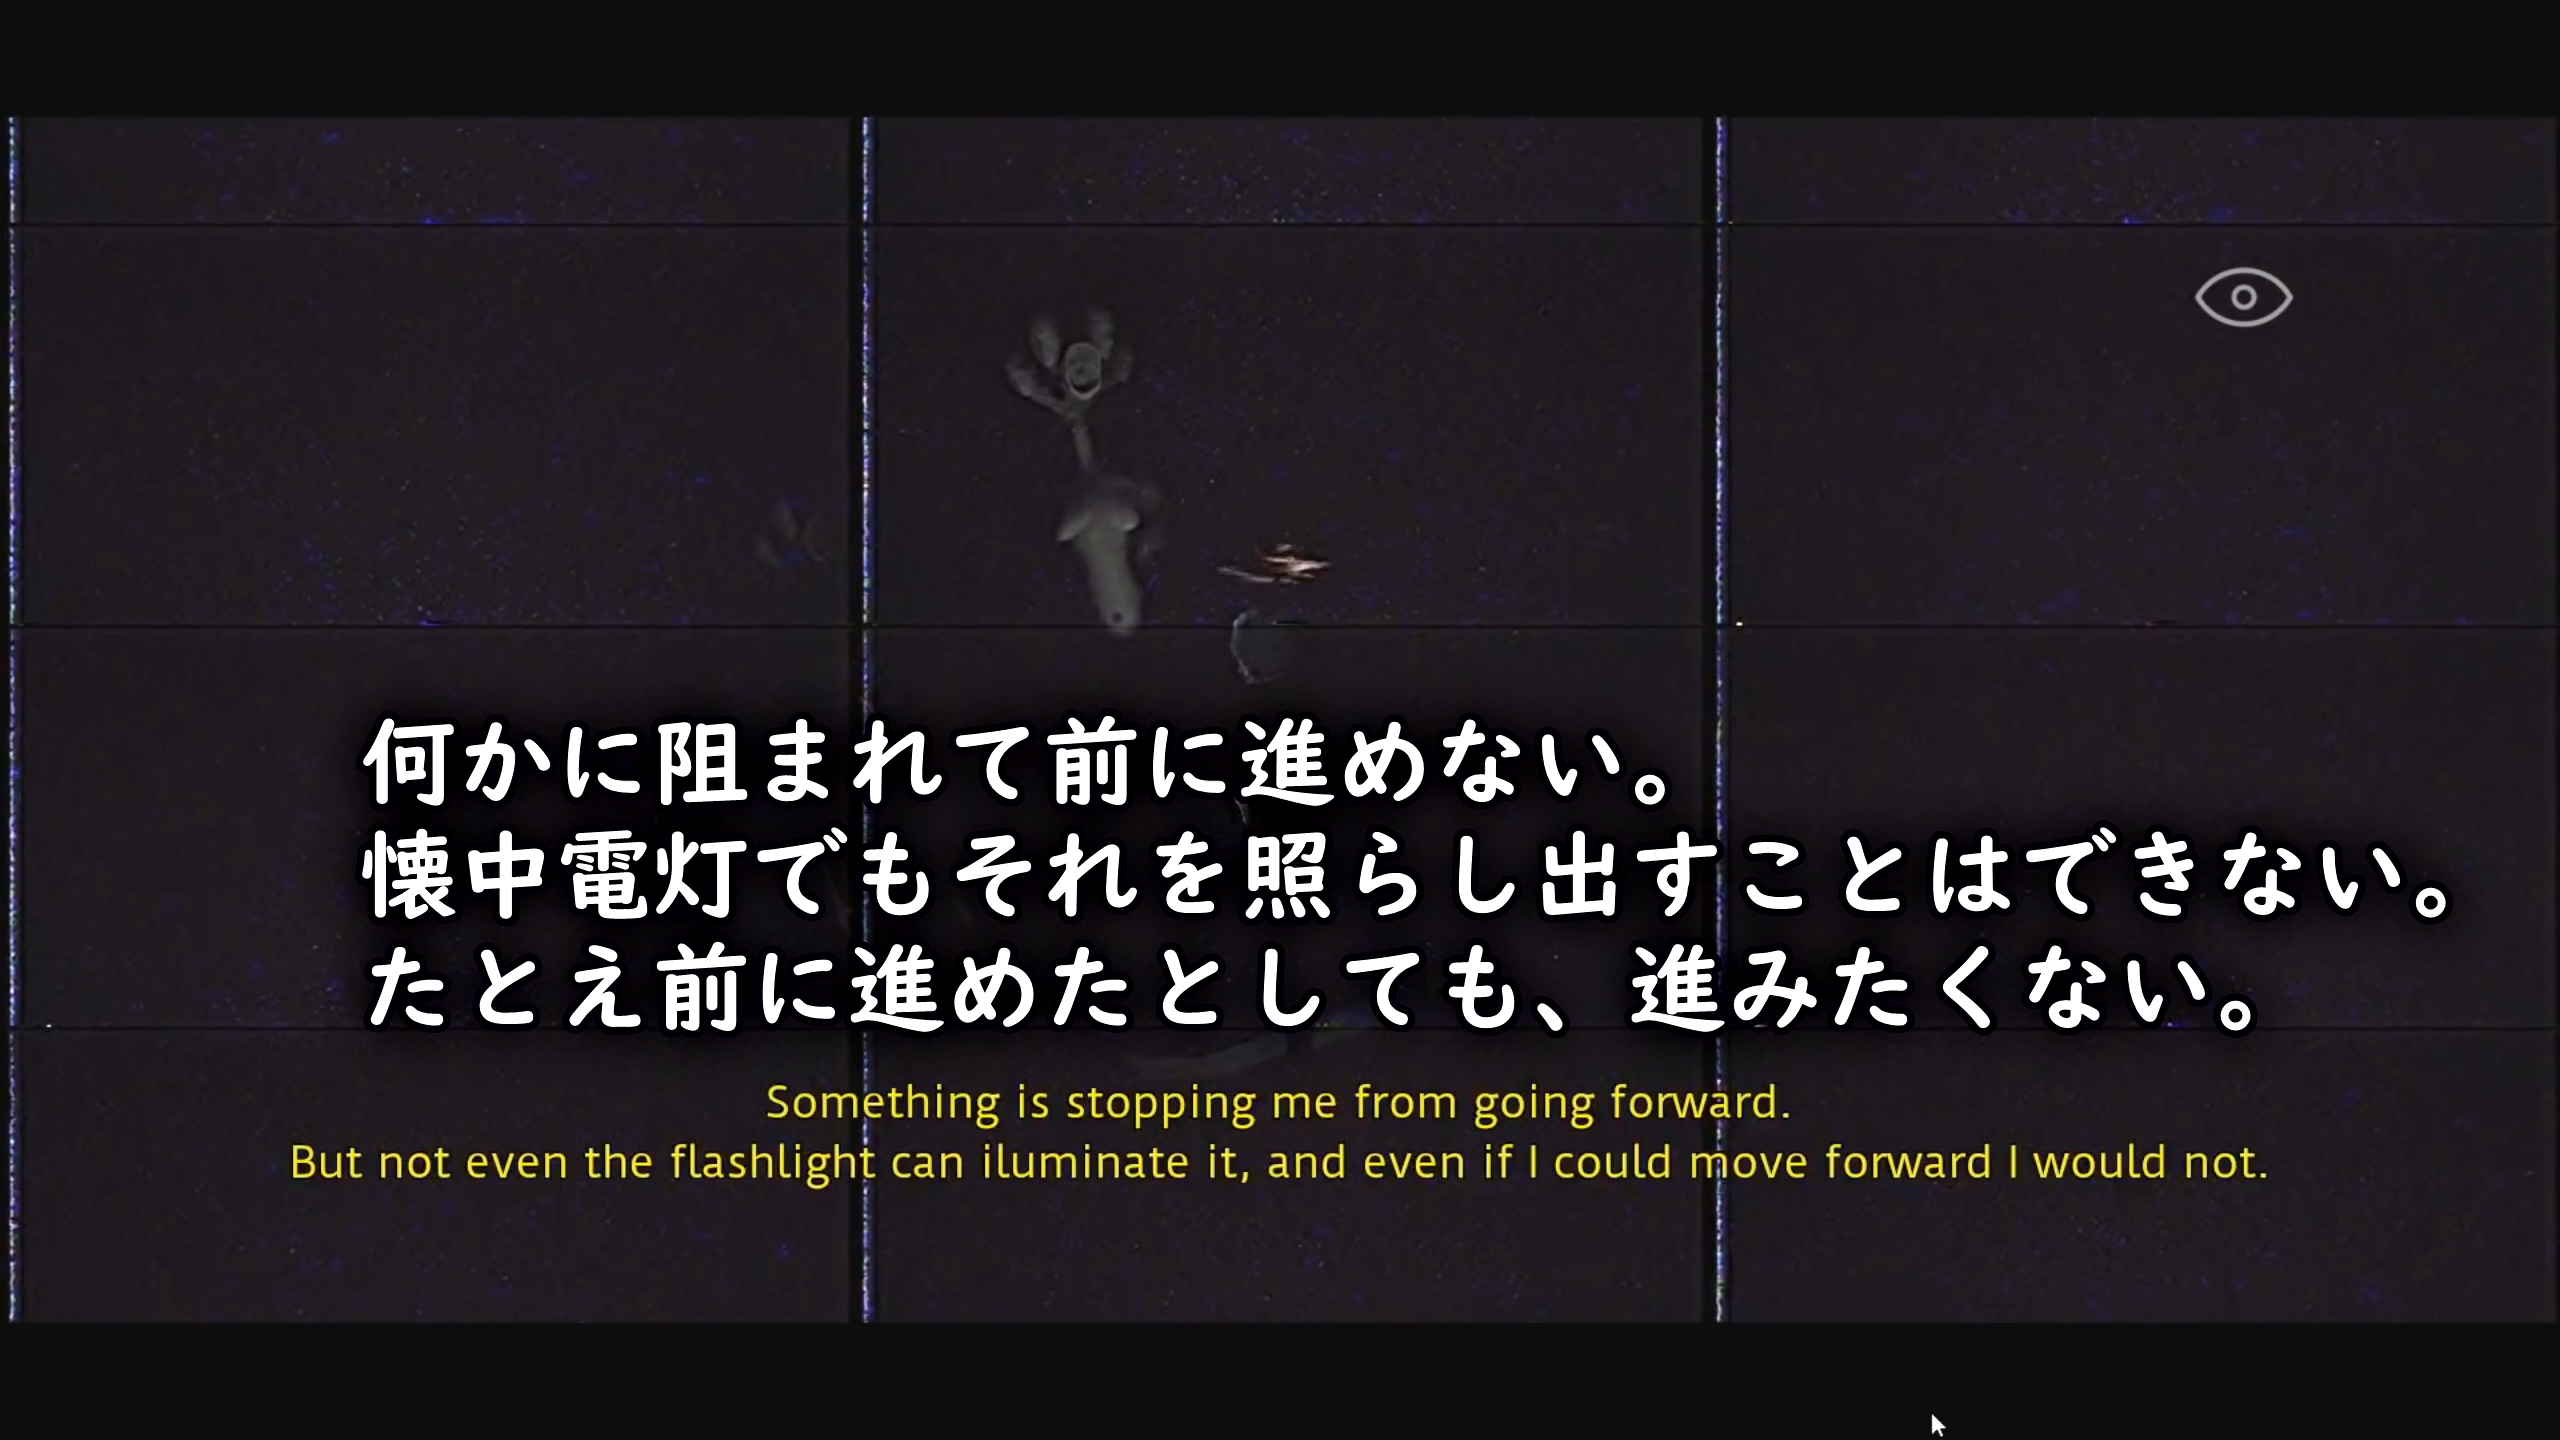 何かに阻まれて前に進めない。
懐中電灯でもそれを照らし出すことはできない。
たとえ前に進めたとしても、進みたくない。
Something is stopping me from going forward.
But not even the flashlight can iluminate it, and even if I could move forward I would not.